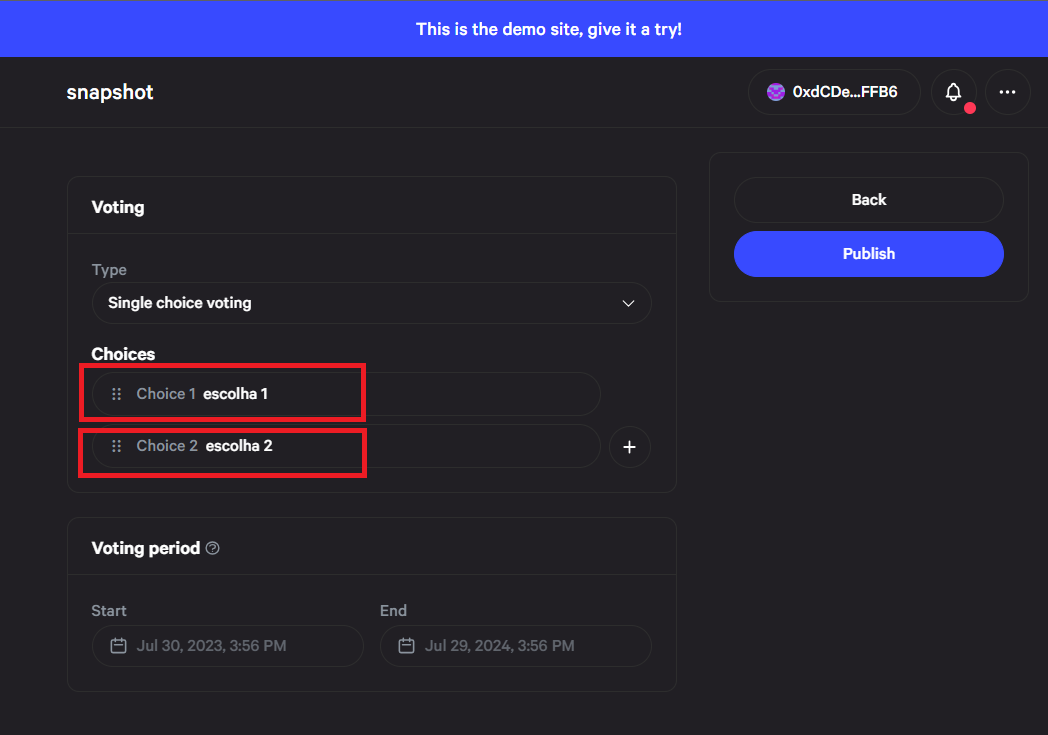 This is the demo site, give it a try!
snapshot
0xdCDe...FFB6
Voting
Back
Publish
Type
Single choice voting
Choices
Choice 1 escolha 1
Choice 2 escolha 2
+
Voting period
Start
End
Jul 30, 2023, 3:56 PM
Jul 29, 2024, 3:56 PM